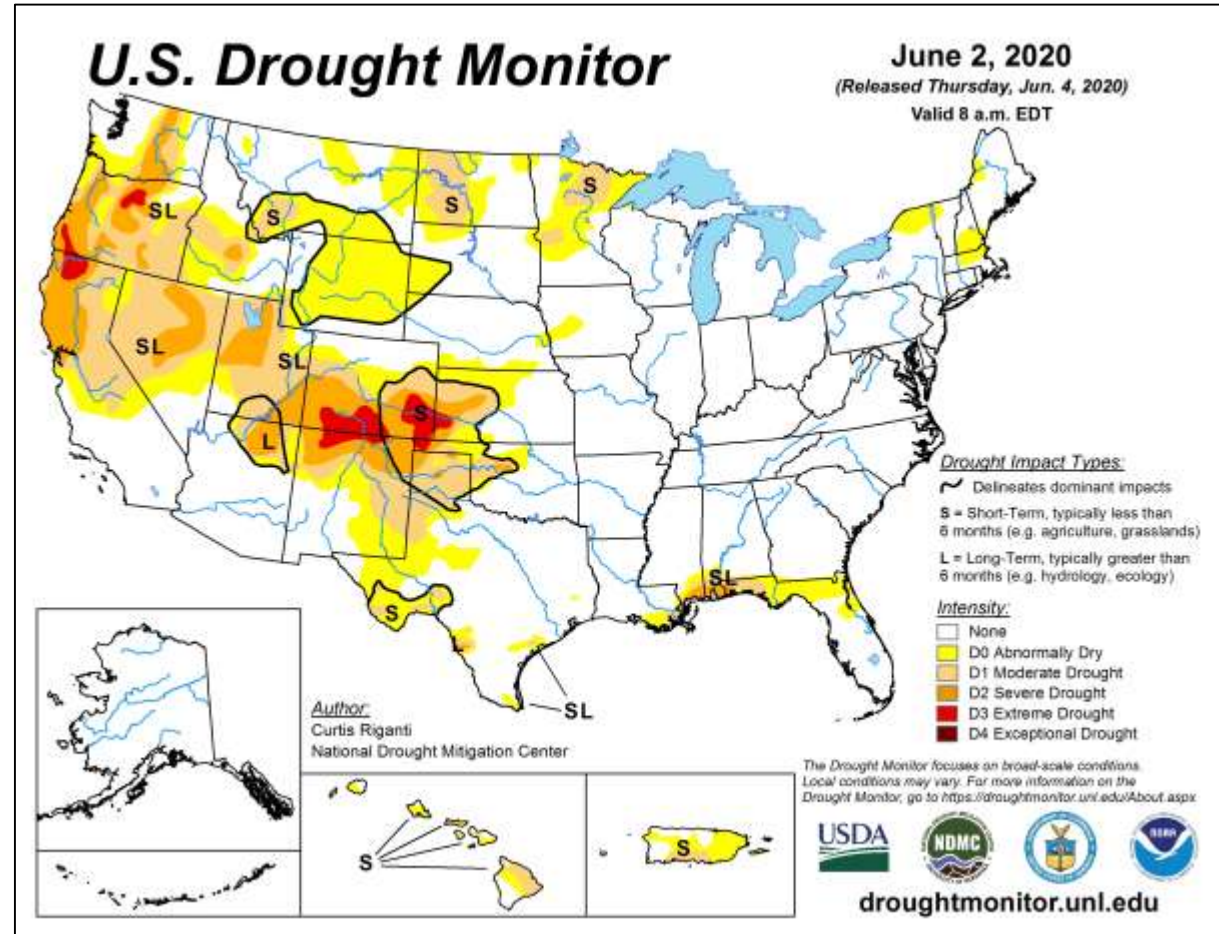 U.S. Drought Monitor
June 2, 2020
(Released Thursday, Jun. 4, 2020)
Valid 8 a.m. EDT
S
S
S
SL
S
SL
SL
S
L
SL
S
L
SL
Drought Impact Types:
Delineates dominant impacts
S = Short-Term, typically less than
6 months (e.g. agriculture, grasslands)
L = Long-Term, typically greater than
6 months (e.g. hydrology, ecology)
Intensity:
None
D0 Abnormally Dry
D1 Moderate Drought
D2 Severe Drought
D3 Extreme Drought
D4 Exceptional Drought
Author:
Curtis Riganti
National Drought Mitigation Center
S
S
The Drought Monitor focuses on broad-scale conditions.
Local conditions may vary. For more information on the
Drought Monitor, go to https://droughtmonitor.unl.edu/About.aspx
USDA
NDMC
NOAA
droughtmonitor.unl.edu